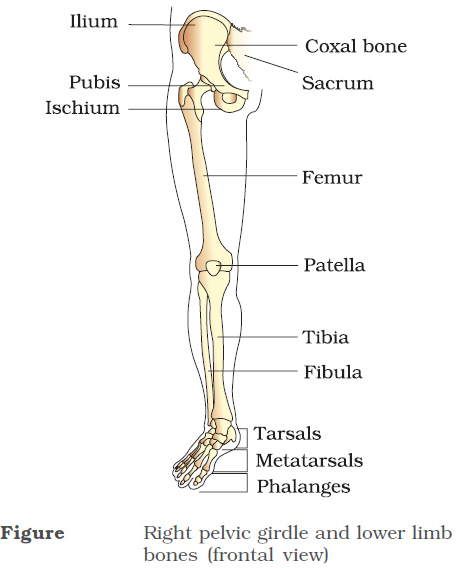 Ilium
Coxal bone
Sacrum
Pubis
Ischium
Femur
Patella
Tibia
Fibula
Tarsals
Metatarsals
Phalanges
Figure
Right pelvic girdle and lower limb
bones (frontal view)